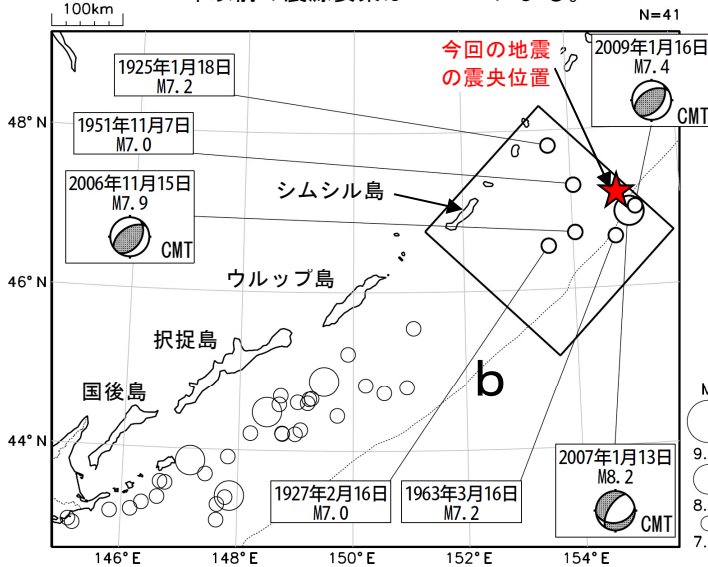 100km
N=41
今回の地震
の震央位置
2009年1月16日
M7.4
CMT
1925年1月18日
M7.2
1951年11月7日
M7.0
2006年11月15日
M7.9
CMT
シムシル島
ウルップ島
択捉島
国後島
b
48°N
46°N
44°N
1927年2月16日
M7.0
1963年3月16日
M7.2
2007年1月13日
M8.2
CMT
M
9.
8.
7.
146°E
148°E
150°E
152°E
154°E